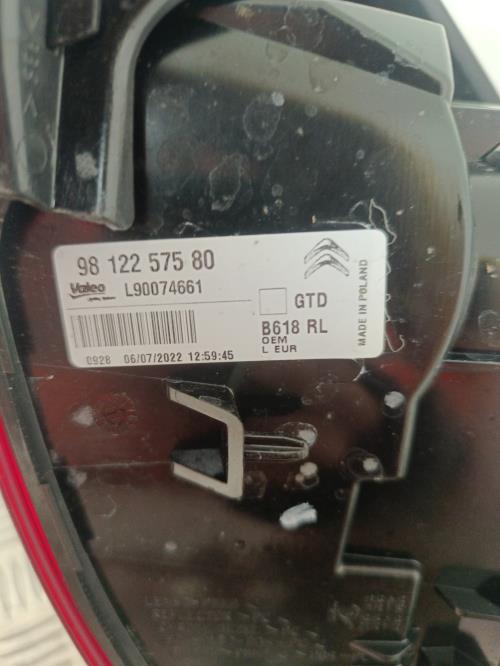 98 122 575 80
Valeo
L90074661
GTD
B618 RL
OEM
L EUR
0928 06/07/2022 12:59:45
MADE IN POLAND